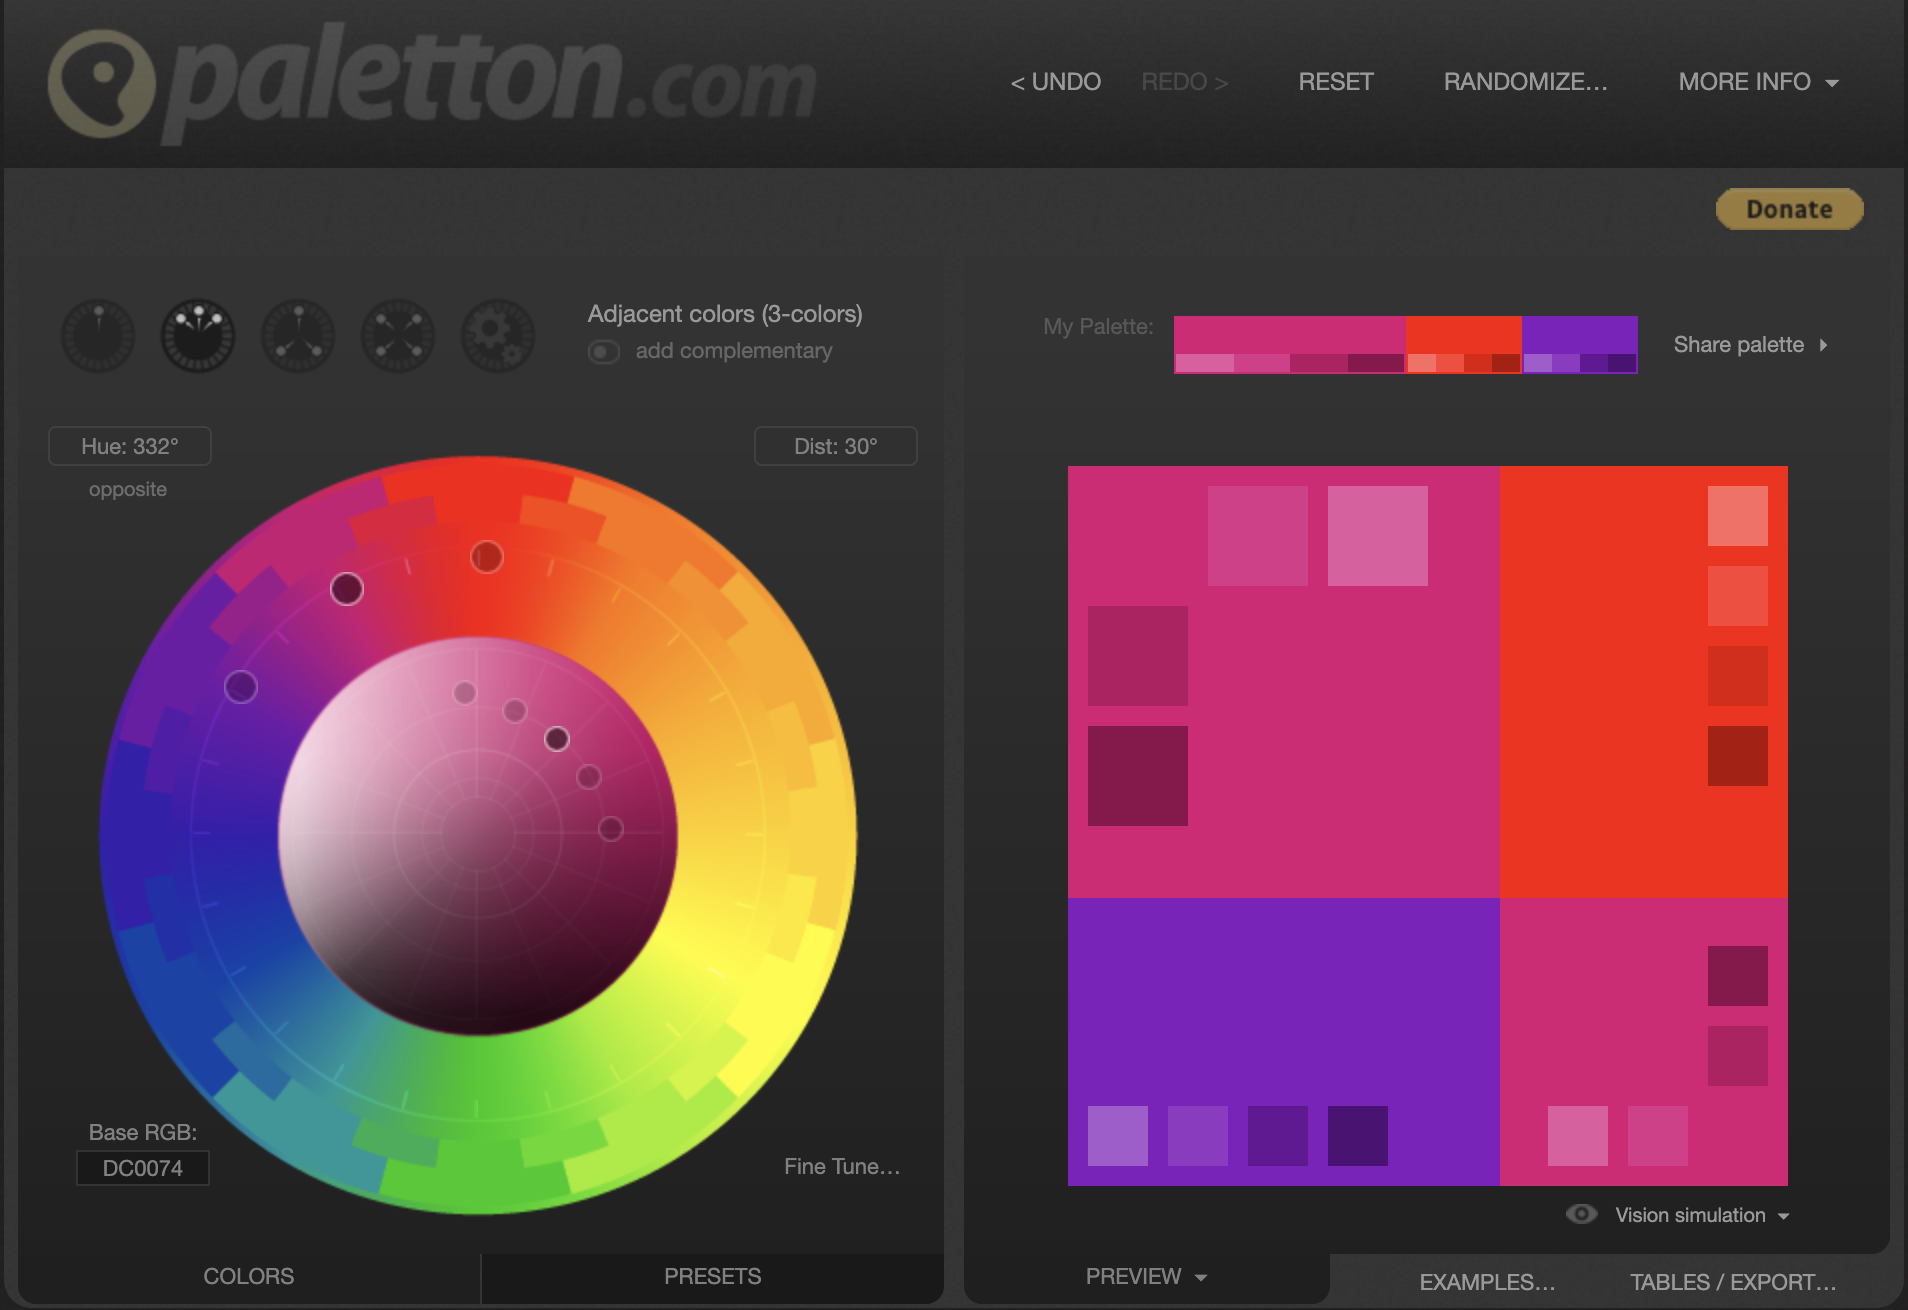 paletton.com
< UNDO
REDO >
RESET
RANDOMIZE...
MORE INFO
Donate
Adjacent colors (3-colors)
add complementary
My Palette:
Share palette
Hue: 332°
Dist: 30°
opposite
Base RGB:
DC0074
Fine Tune...
Vision simulation
COLORS
PRESETS
PREVIEW
EXAMPLES...
TABLES / EXPORT...